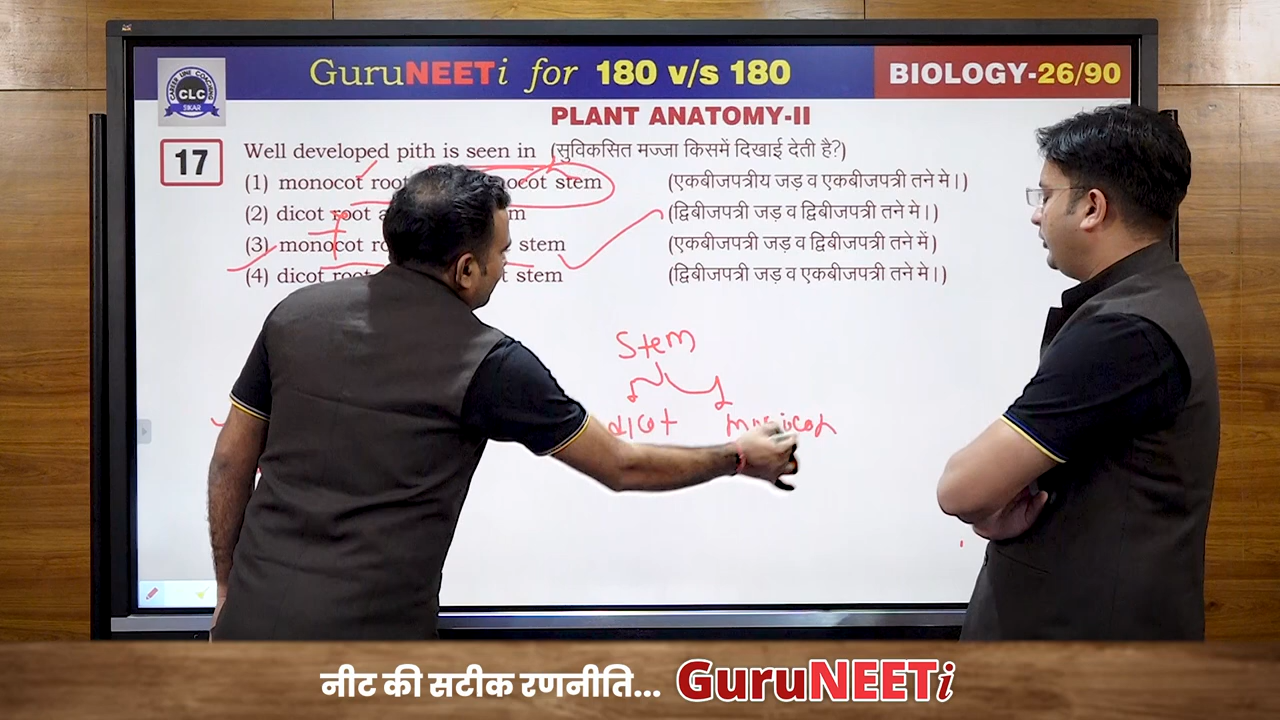 GuruNEETi for 180 v/s 180
BIOLOGY-26/90
CAREER LINE COACHING
CLC
SIKAR
PLANT ANATOMY-II
17 Well developed pith is seen in (सुविकसित मज्जा किसमें दिखाई देती है?)
(1) monocot root stem (एकबीजपत्रीय जड़ व एकबीजपत्री तने मे।)
(2) dicot root (द्विबीजपत्री जड़ व द्विबीजपत्री तने मे।)
(3) monocot stem (एकबीजपत्री जड़ व द्विबीजपत्री तने में)
(4) dicot root stem (द्विबीजपत्री जड़ व एकबीजपत्री तने मे।)
Stem
dicot
नीट की सटीक रणनीति... GuruNEETi